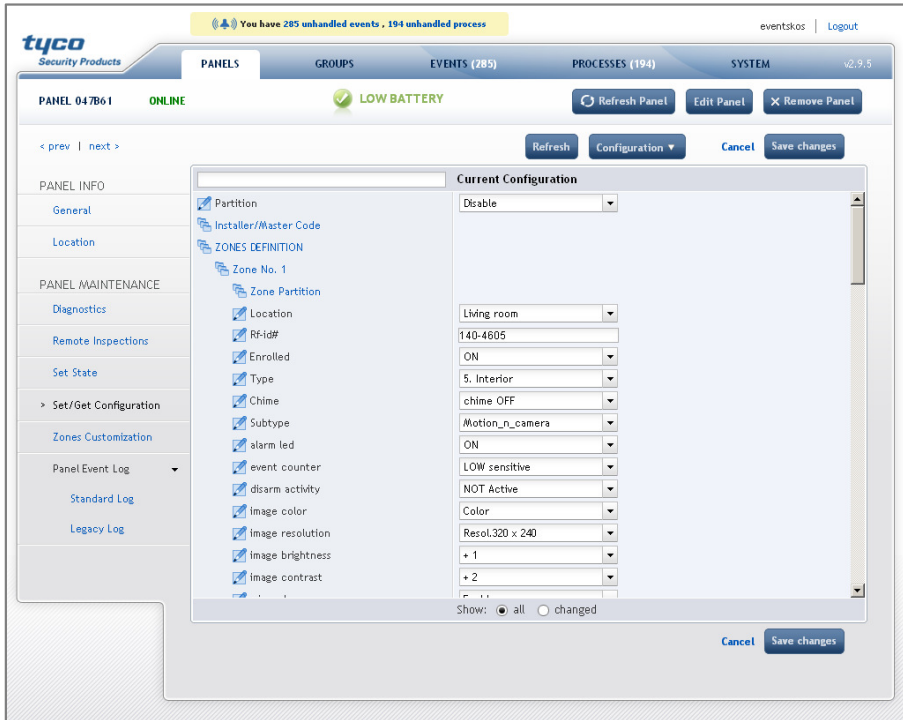 You have 285 unhandled events , 194 unhandled process
eventskos | Logout
tyco
Security Products
PANELS GROUPS EVENTS (285) PROCESSES (194) SYSTEM v2.9.5
PANEL 047B61 ONLINE LOW BATTERY Refresh Panel Edit Panel X Remove Panel
< prev | next > Refresh Configuration ▼ Cancel Save changes
PANEL INFO
General
Location
PANEL MAINTENANCE
Diagnostics
Remote Inspections
Set State
> Set/Get Configuration
Zones Customization
Panel Event Log
Standard Log
Legacy Log
Current Configuration
Partition Disable
Installer/Master Code
ZONES DEFINITION
Zone No. 1
Zone Partition
Location Living room
Rf-id# 140-4605
Enrolled ON
Type 5. Interior
Chime chime OFF
Subtype Motion_n_camera
alarm led ON
event counter LOW sensitive
disarm activity NOT Active
image color Color
image resolution Resol.320 x 240
image brightness + 1
image contrast + 2
Show: all changed
Cancel Save changes